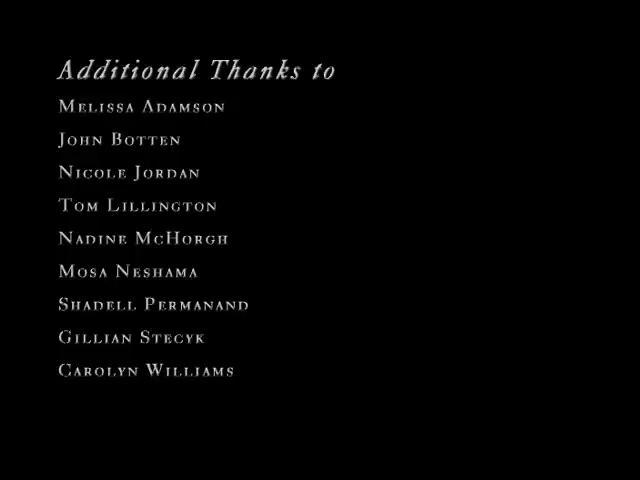 Additional Thanks to
Melissa Adamson
John Botten
Nicole Jordan
Tom Lillington
Nadine McHorgh
Mosa Neshama
Shadell Permanand
Gillian Stecyk
Carolyn Williams